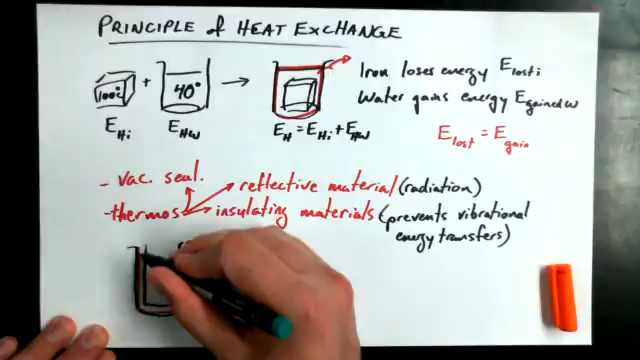 PRINCIPLE OF HEAT EXCHANGE
100°C + 40° →
E Hi E Hw E H = E Hi + E Hw
Iron loses energy E lost i
Water gains energy E gained w
E lost = E gain
- vac. seal.
- thermos
reflective material (radiation)
insulating materials (prevents vibrational
energy transfers)